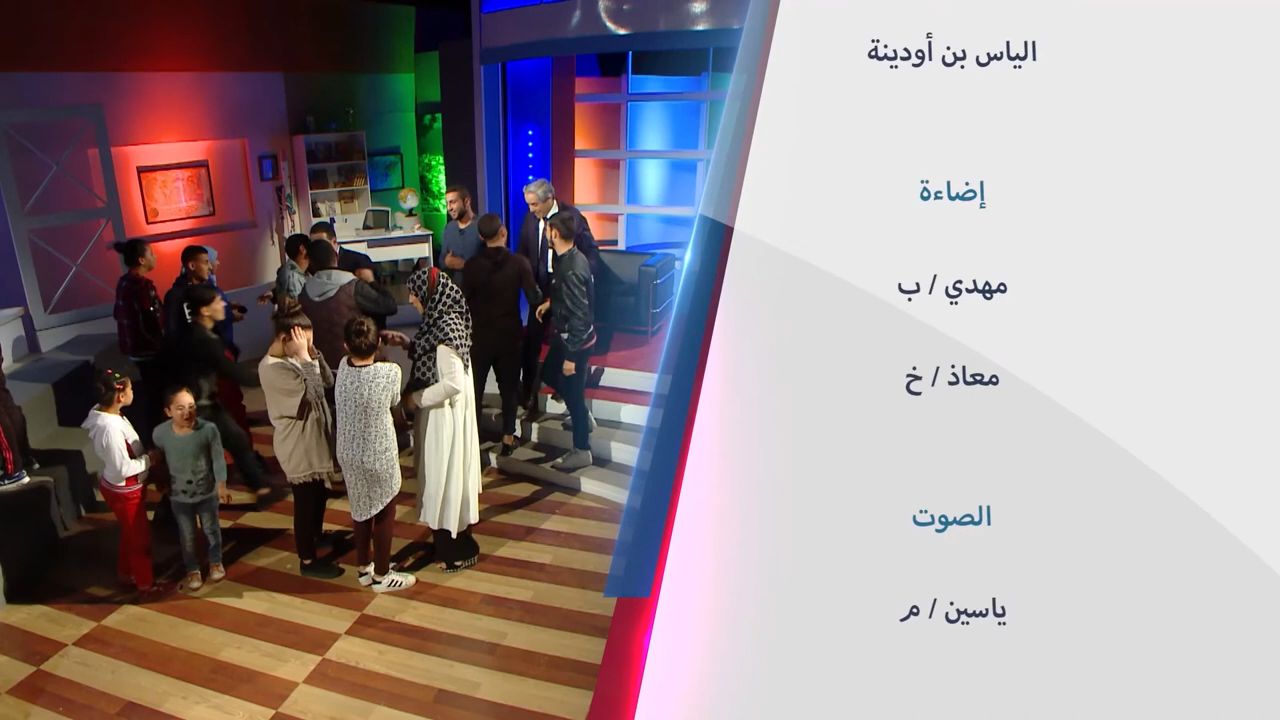 الياس بن أودينة
إضاءة
مهدي / ب
معاذ / خ
الصوت
ياسين / م